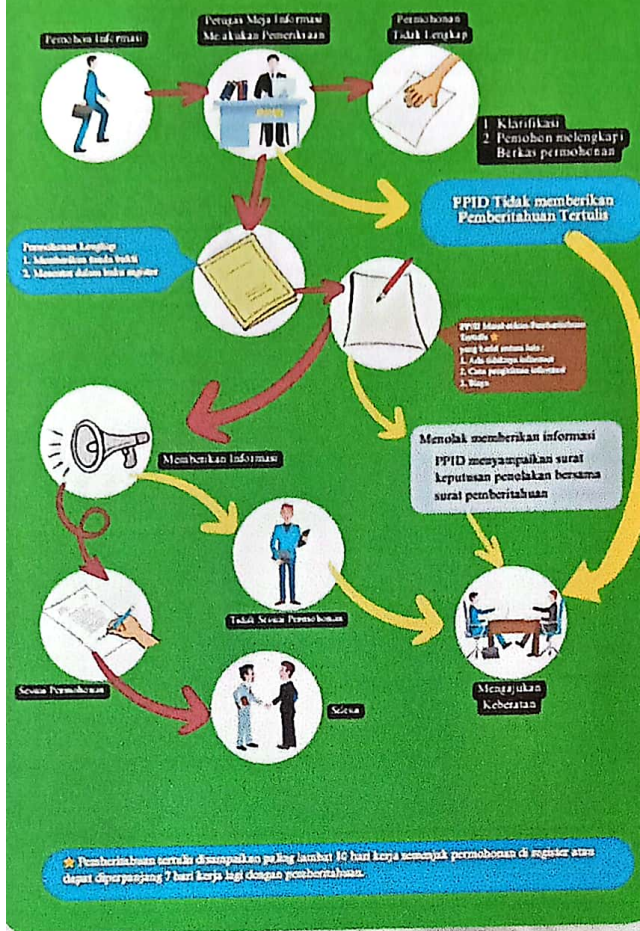 Pemohon Informasi
Petugas Meja Informasi
Melakukan Pemeriksaan
Permohonan
Tidak Lengkap
1. Klarifikasi
2. Pemohon melengkapi
Berkas permohonan
PPID Tidak memberikan
Pemberitahuan Tertulis
Permohonan Lengkap
1. Memberikan tanda bukti
2. Mencatat dalam buku register
PPID Memberikan Pemberitahuan
Tertulis
yang berisi antara lain :
1. Ada tidaknya informasi
2. Cara pengiriman informasi
3. Biaya
Menolak memberikan informasi
PPID menyampaikan surat
keputusan penolakan bersama
surat pemberitahuan
Memberikan Informasi
Tidak Sesuai Permohonan
Sesuai Permohonan
Selesai
Mengajukan
Keberatan
Pemberitahuan tertulis disampaikan paling lambat 10 hari kerja semenjak permohonan di register atau
dapat diperpanjang 7 hari kerja lagi dengan pemberitahuan.